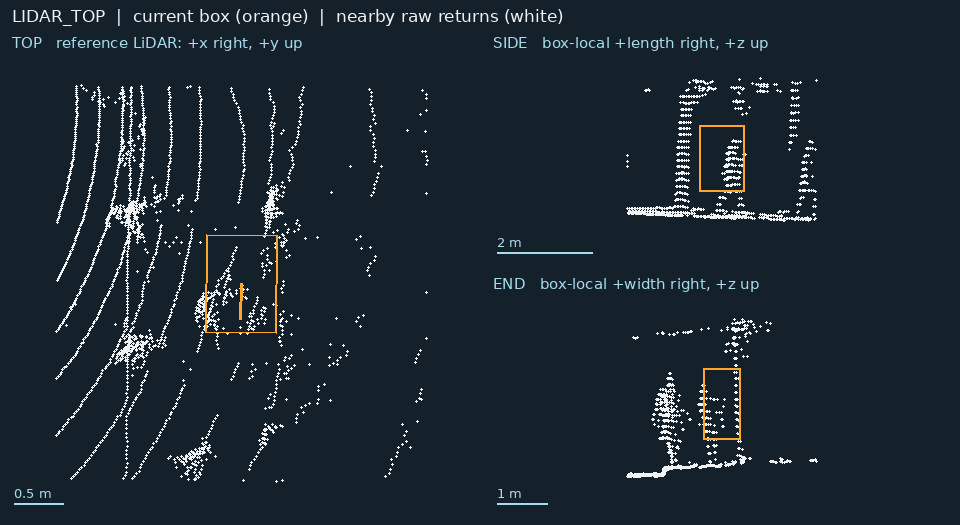 LIDAR_TOP | current box (orange) | nearby raw returns (white)
TOP reference LiDAR: +x right, +y up
SIDE box-local +length right, +z up
2 m
END box-local +width right, +z up
0.5 m
1 m